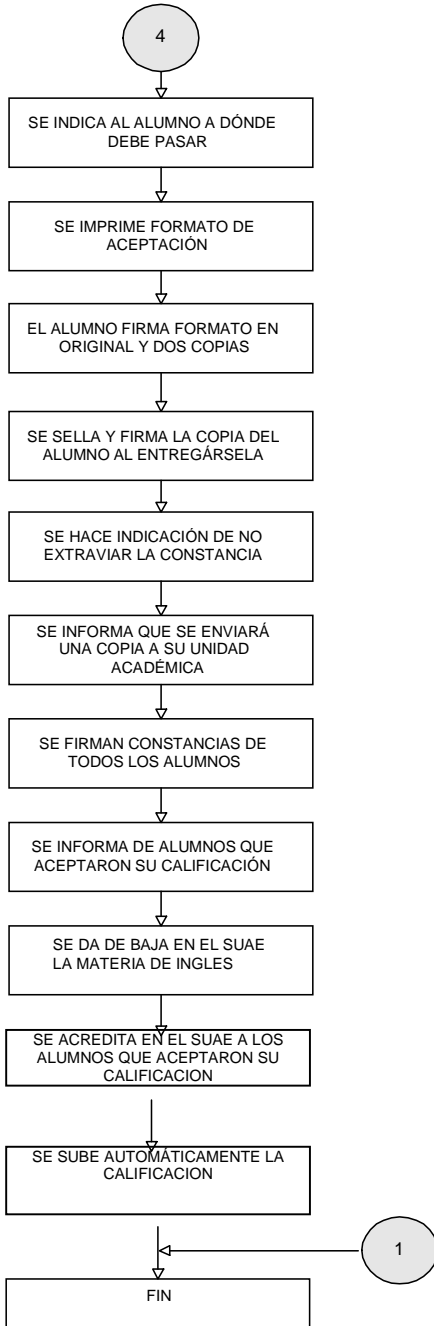 4
SE INDICA AL ALUMNO A DÓNDE
DEBE PASAR
SE IMPRIME FORMATO DE
ACEPTACIÓN
EL ALUMNO FIRMA FORMATO EN
ORIGINAL Y DOS COPIAS
SE SELLA Y FIRMA LA COPIA DEL
ALUMNO AL ENTREGÁRSELA
SE HACE INDICACIÓN DE NO
EXTRAVIAR LA CONSTANCIA
SE INFORMA QUE SE ENVIARÁ
UNA COPIA A SU UNIDAD
ACADÉMICA
SE FIRMAN CONSTANCIAS DE
TODOS LOS ALUMNOS
SE INFORMA DE ALUMNOS QUE
ACEPTARON SU CALIFICACIÓN
SE DA DE BAJA EN EL SUAE
LA MATERIA DE INGLES
SE ACREDITA EN EL SUAE A LOS
ALUMNOS QUE ACEPTARON SU
CALIFICACION
SE SUBE AUTOMÁTICAMENTE LA
CALIFICACION
1
FIN